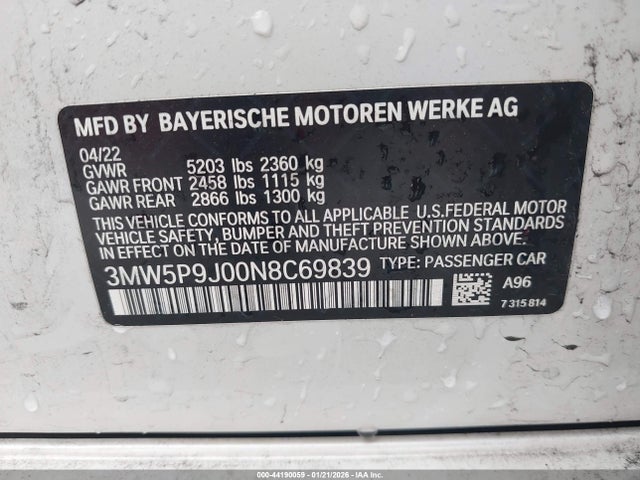 MFD BY BAYERISCHE MOTOREN WERKE AG
04/22
GVWR 5203 lbs 2360 kg
GAWR FRONT 2458 lbs 1115 kg
GAWR REAR 2866 lbs 1300 kg
THIS VEHICLE CONFORMS TO ALL APPLICABLE U.S.FEDERAL MOTOR
VEHICLE SAFETY, BUMPER AND THEFT PREVENTION STANDARDS
IN EFFECT ON THE DATE OF MANUFACTURE SHOWN ABOVE.
3MW5P9J00N8C69839 TYPE: PASSENGER CAR
A96
7 315 814
000-44190059 - 01/21/2026 - COPYRIGHT IAA, LLC.